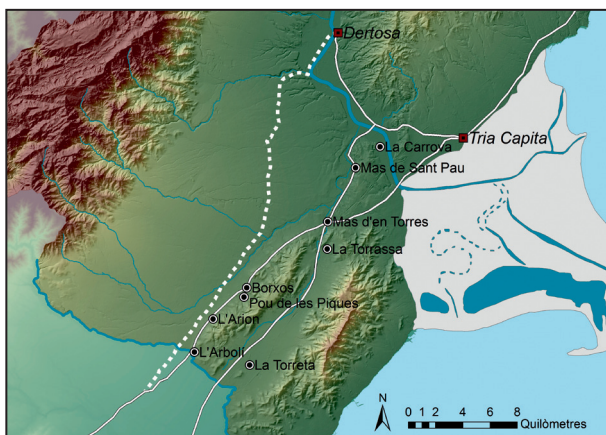 Dertosa
Tria Capita
La Carrova
Mas de Sant Pau
Mas d'en Torres
La Torrassa
Borxos
Pou de les Piques
L'Arion
L'Arbolí
La Torreta
N
0 1 2 4 6 8
Quilòmetres